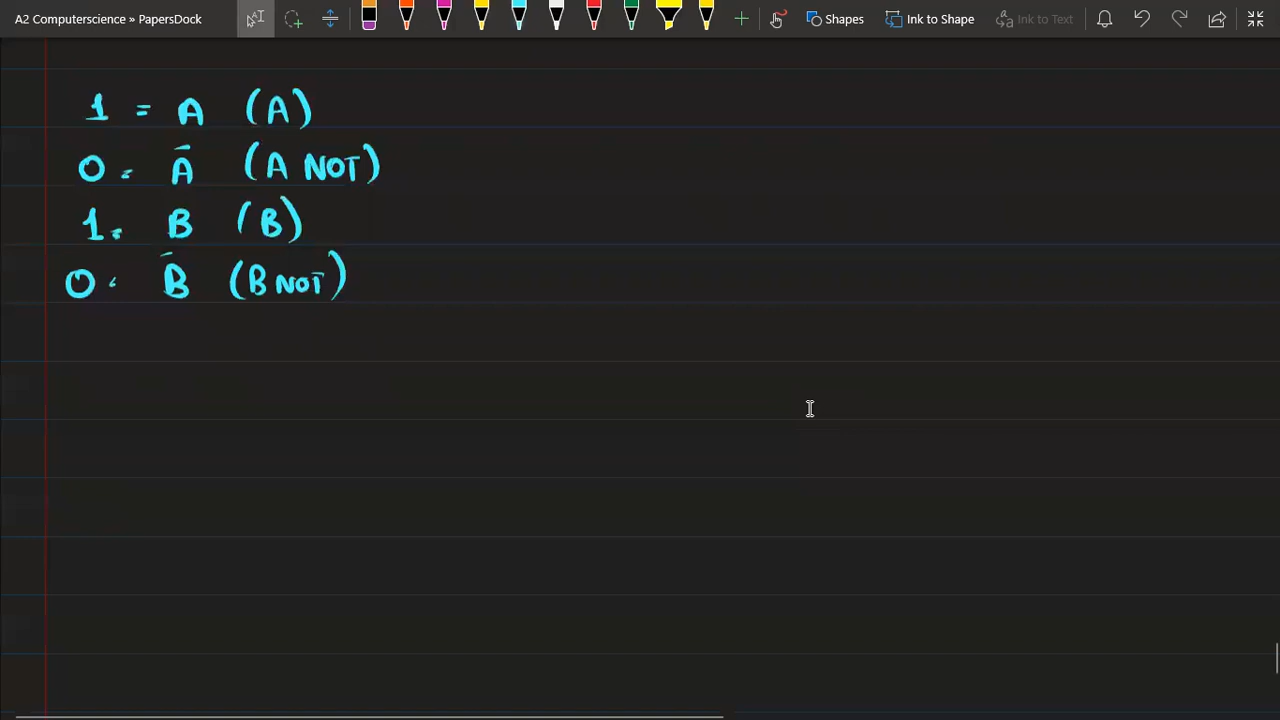 A2 Computerscience » PapersDock
Shapes
Ink to Shape
Ink to Text
1 = A (A)
0 = A̅ (A NOT)
1 = B (B)
0 = B̅ (B NOT)